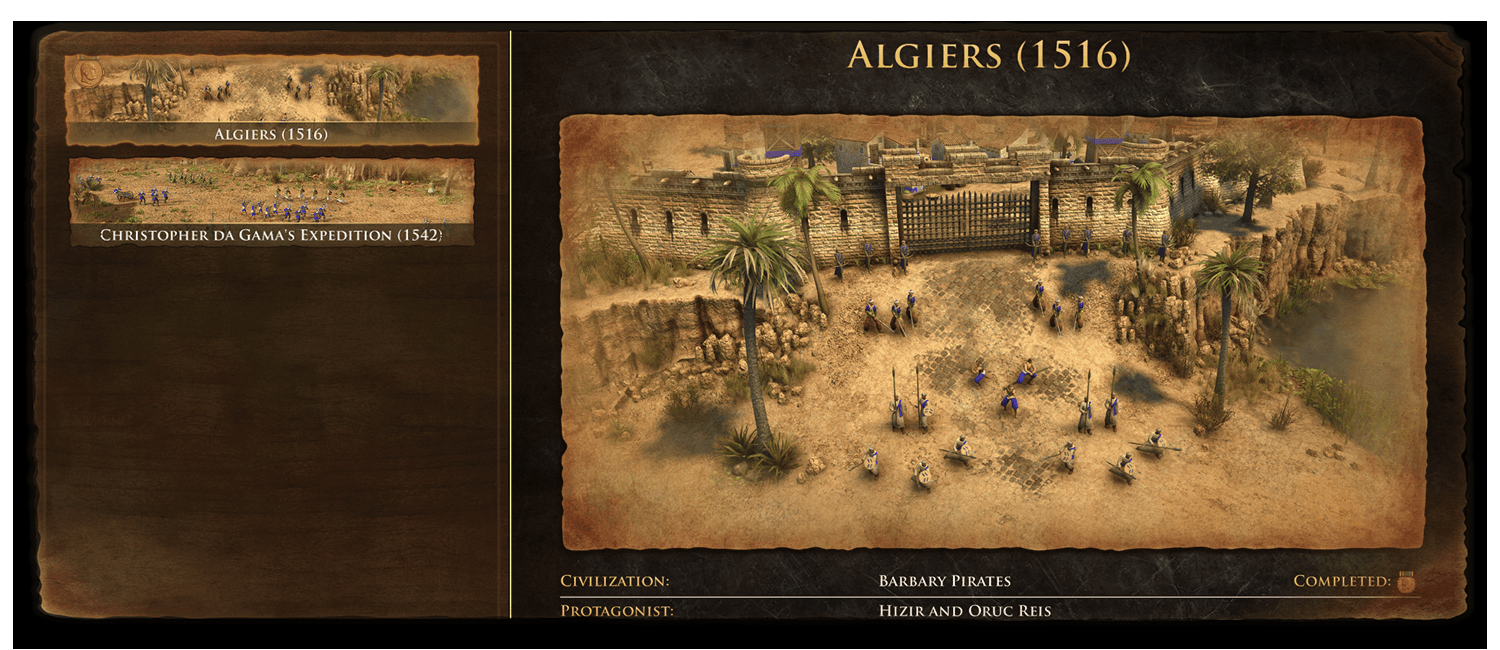 Algiers (1516)
Christopher da Gama's Expedition (1542)
Algiers (1516)
Civilization: Barbary Pirates Completed:
Protagonist: Hizir and Oruc Reis